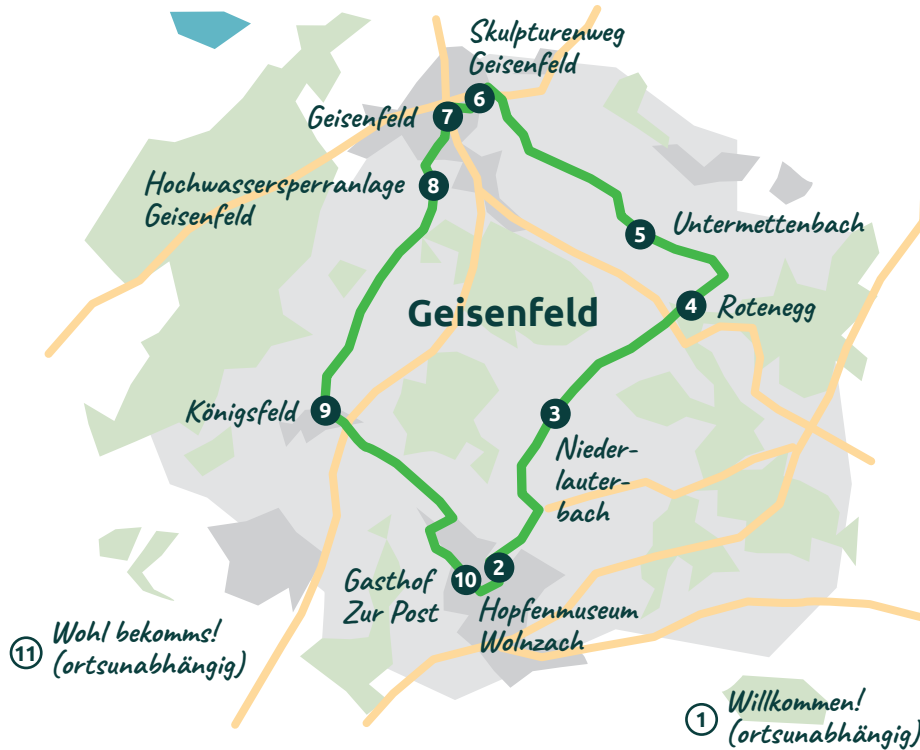 Skulpturenweg
Geisenfeld
6
Geisenfeld
7
Hochwassersperranlage
Geisenfeld
8
Untermettenbach
5
Geisenfeld
4
Rotenegg
Königsfeld
9
3
Nieder-
lauter-
bach
Gasthof
Zur Post
10
2
Hopfenmuseum
Wolnzach
11
Wohl bekomms!
(ortsunabhängig)
1
Willkommen!
(ortsunabhängig)